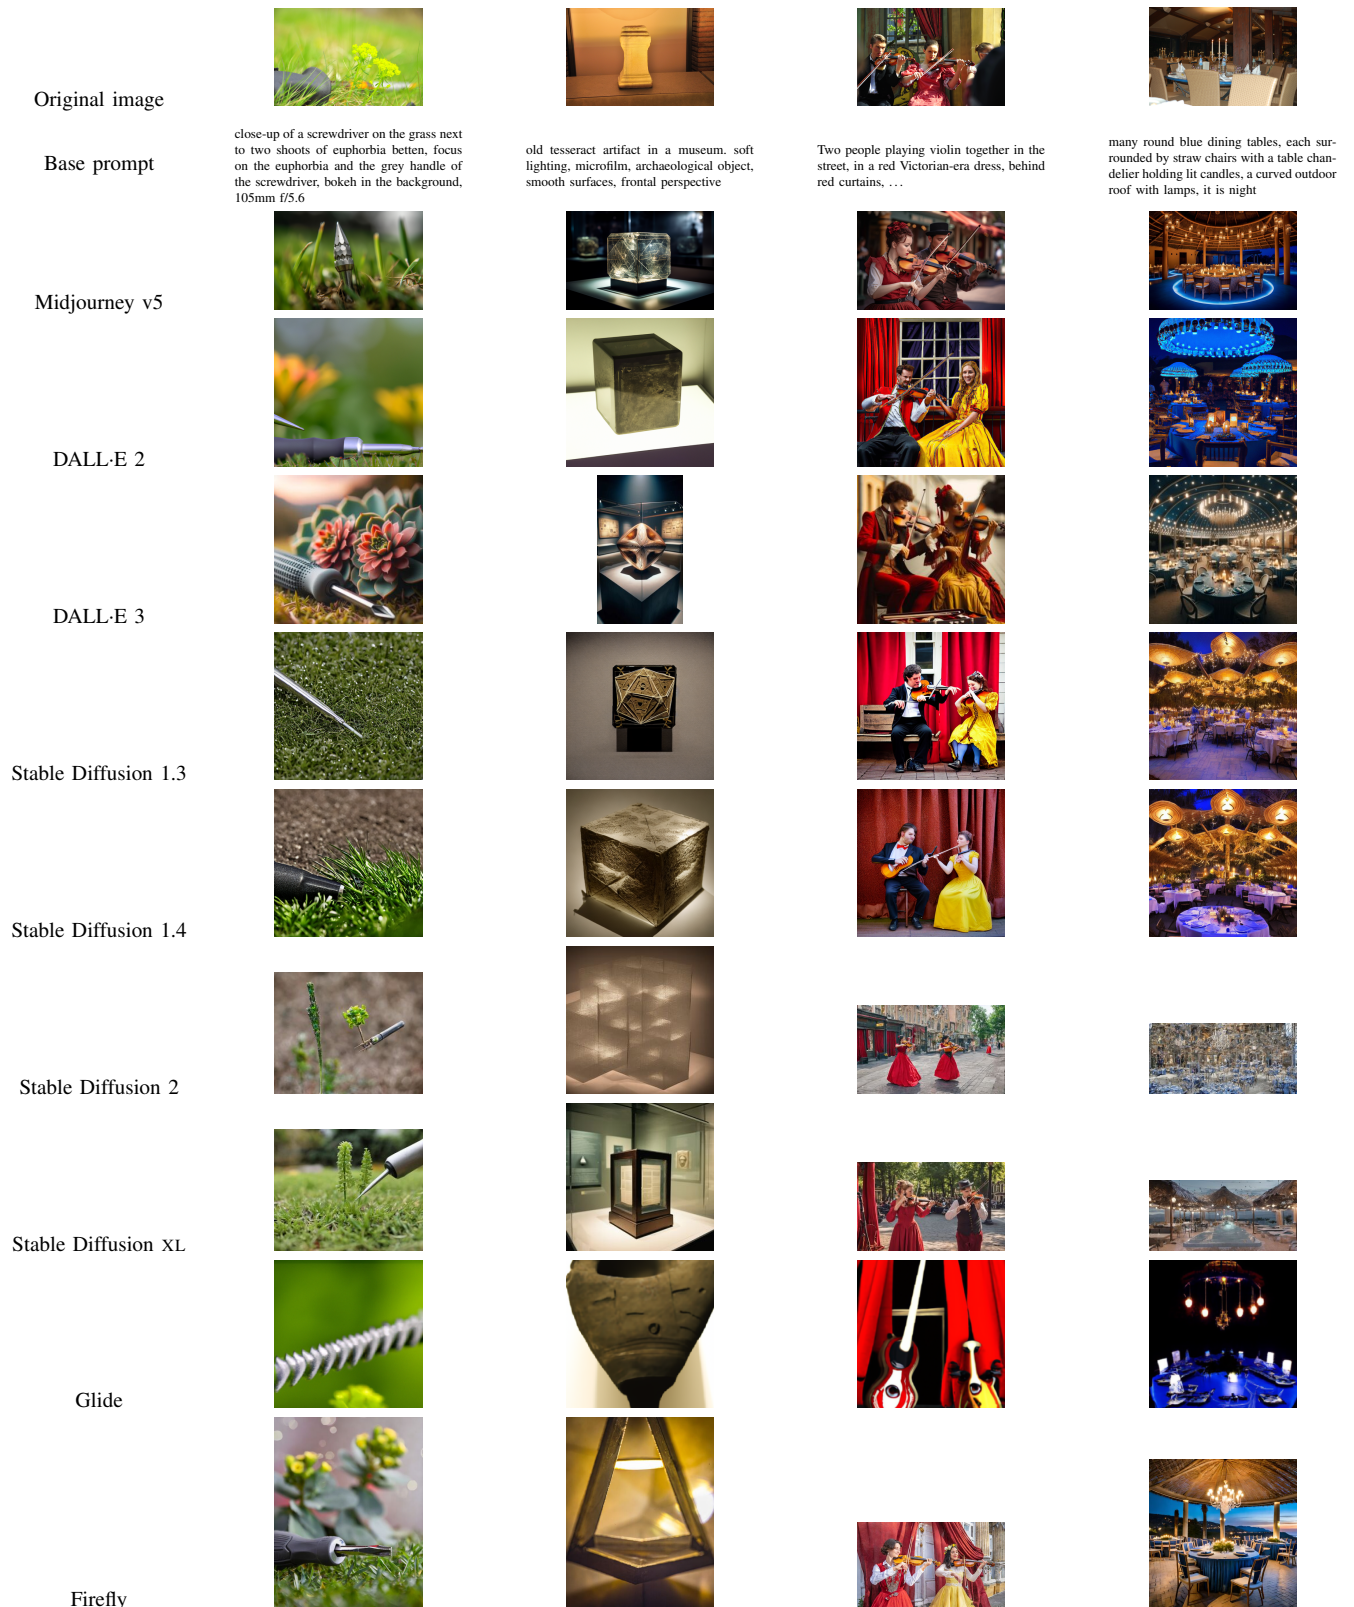 Original image
Base prompt
close-up of a screwdriver on the grass next
to two shoots of euphorbia betten, focus
on the euphorbia and the grey handle of
the screwdriver, bokeh in the background,
105mm f/5.6
old tesseract artifact in a museum. soft
lighting, microfilm, archaeological object,
smooth surfaces, frontal perspective
Two people playing violin together in the
street, in a red Victorian-era dress, behind
red curtains, ...
many round blue dining tables, each sur-
rounded by straw chairs with a table chan-
delier holding lit candles, a curved outdoor
roof with lamps, it is night
Midjourney v5
DALL·E 2
DALL·E 3
Stable Diffusion 1.3
Stable Diffusion 1.4
Stable Diffusion 2
Stable Diffusion XL
Glide
Firefly